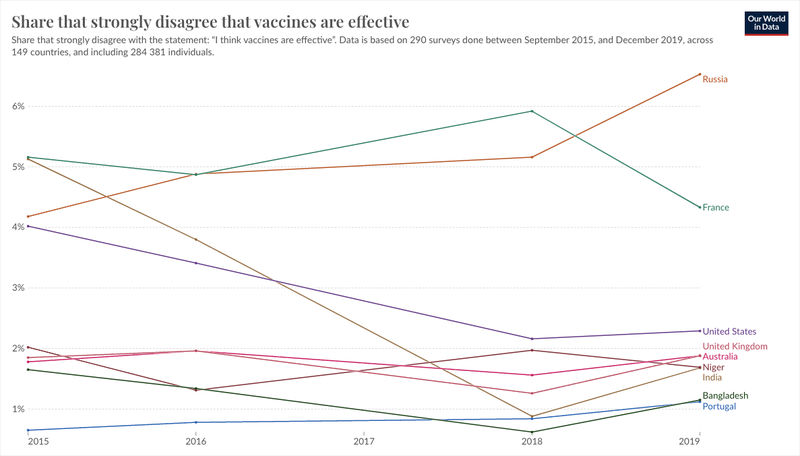 Share that strongly disagree that vaccines are effective
Our World
in Data
Share that strongly disagree with the statement: "I think vaccines are effective". Data is based on 290 surveys done between September 2015, and December 2019, across
149 countries, and including 284 381 individuals.
Russia
6%
5%
France
4%
3%
United States
2%
United Kingdom
Australia
Niger
India
Bangladesh
1%
Portugal
2015
2016
2017
2018
2019